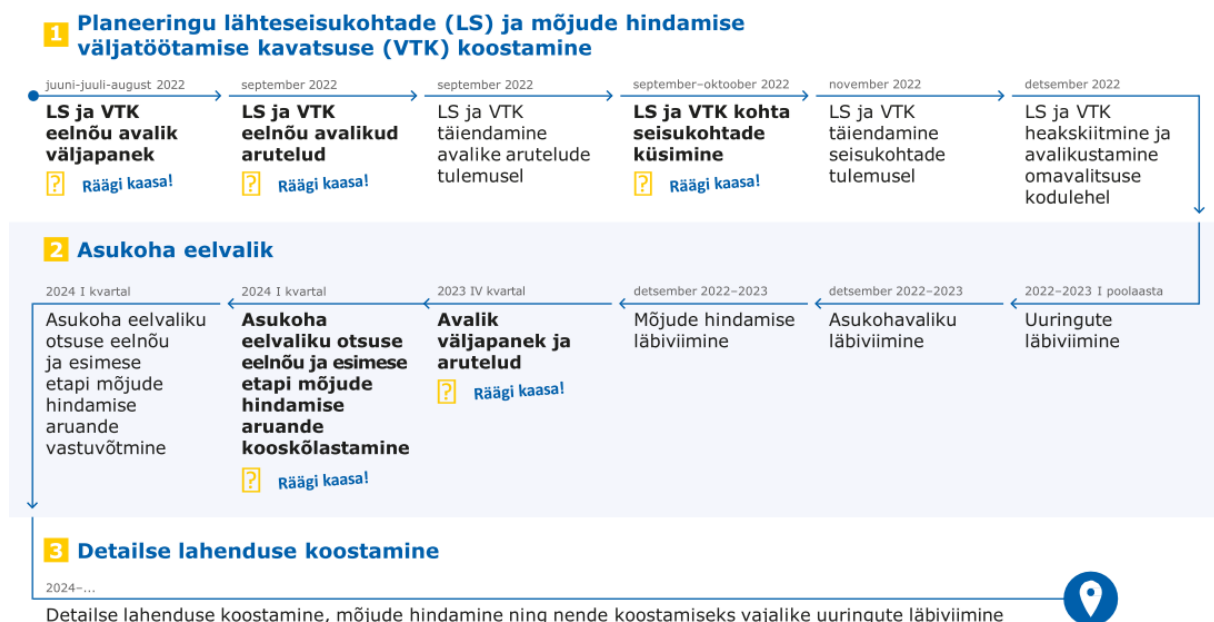 1 Planeeringu lähteseisukohtade (LS) ja mõjude hindamise
väljatöötamise kavatsuse (VTK) koostamine
juuni-juuli-august 2022
LS ja VTK
eelnõu avalik
väljapanek
Räägi kaasa!
september 2022
LS ja VTK
eelnõu avalikud
arutelud
Räägi kaasa!
september 2022
LS ja VTK
täiendamine
avalike arutelude
tulemusel
september–oktoober 2022
LS ja VTK kohta
seisukohtade
küsimine
Räägi kaasa!
november 2022
LS ja VTK
täiendamine
seisukohtade
tulemusel
detsember 2022
LS ja VTK
heakskiitmine ja
avalikustamine
omavalitsuse
kodulehel
2 Asukoha eelvalik
2022–2023 I poolaasta
Uuringute
läbiviimine
detsember 2022–2023
Asukohavaliku
läbiviimine
detsember 2022–2023
Mõjude hindamise
läbiviimine
2023 IV kvartal
Avalik
väljapanek ja
arutelud
Räägi kaasa!
2024 I kvartal
Asukoha
eelvaliku otsuse
eelnõu ja esimese
etapi mõjude
hindamise
aruande
kooskõlastamine
Räägi kaasa!
2024 I kvartal
Asukoha eelvaliku
otsuse eelnõu
ja esimese
etapi mõjude
hindamise
aruande
vastuvõtmine
3 Detailse lahenduse koostamine
2024–...
Detailse lahenduse koostamine, mõjude hindamine ning nende koostamiseks vajalike uuringute läbiviimine